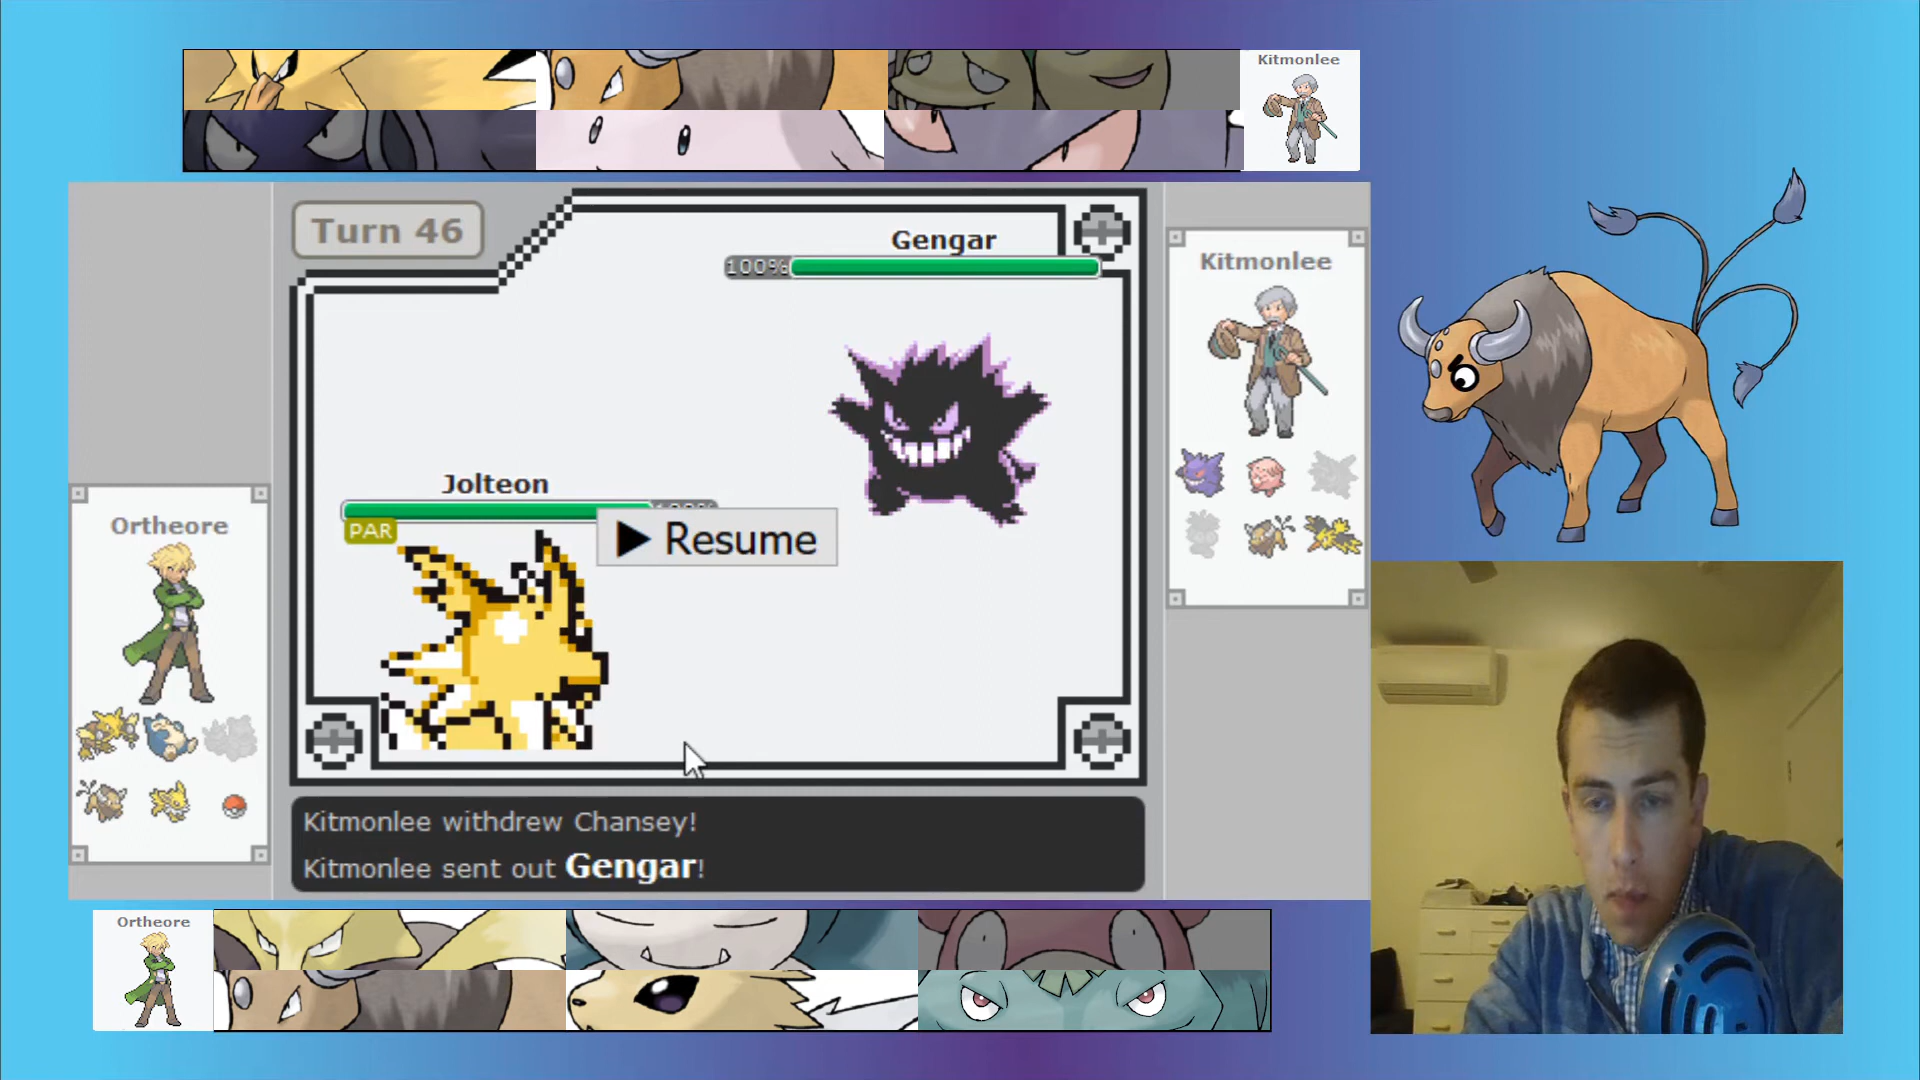 Kitmonlee
Turn 46
Gengar
100%
Kitmonlee
Jolteon
PAR
Resume
Ortheore
Kitmonlee withdrew Chansey!
Kitmonlee sent out Gengar!
Ortheore